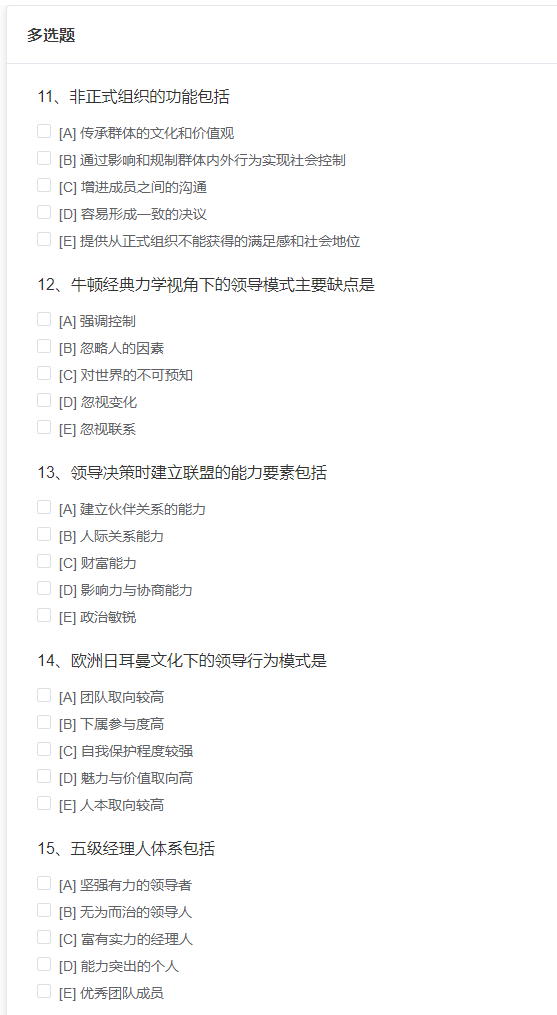 多选题
11、非正式组织的功能包括
[A] 传承群体的文化和价值观
[B] 通过影响和规制群体内外行为实现社会控制
[C] 增进成员之间的沟通
[D] 容易形成一致的决议
[E] 提供从正式组织不能获得的满足感和社会地位
12、牛顿经典力学视角下的领导模式主要缺点是
[A] 强调控制
[B] 忽略人的因素
[C] 对世界的不可预知
[D] 忽视变化
[E] 忽视联系
13、领导决策时建立联盟的能力要素包括
[A] 建立伙伴关系的能力
[B] 人际关系能力
[C] 财富能力
[D] 影响力与协商能力
[E] 政治敏锐
14、欧洲日耳曼文化下的领导行为模式是
[A] 团队取向较高
[B] 下属参与度高
[C] 自我保护程度较强
[D] 魅力与价值取向高
[E] 人本取向较高
15、五级经理人体系包括
[A] 坚强有力的领导者
[B] 无为而治的领导人
[C] 富有实力的经理人
[D] 能力突出的个人
[E] 优秀团队成员